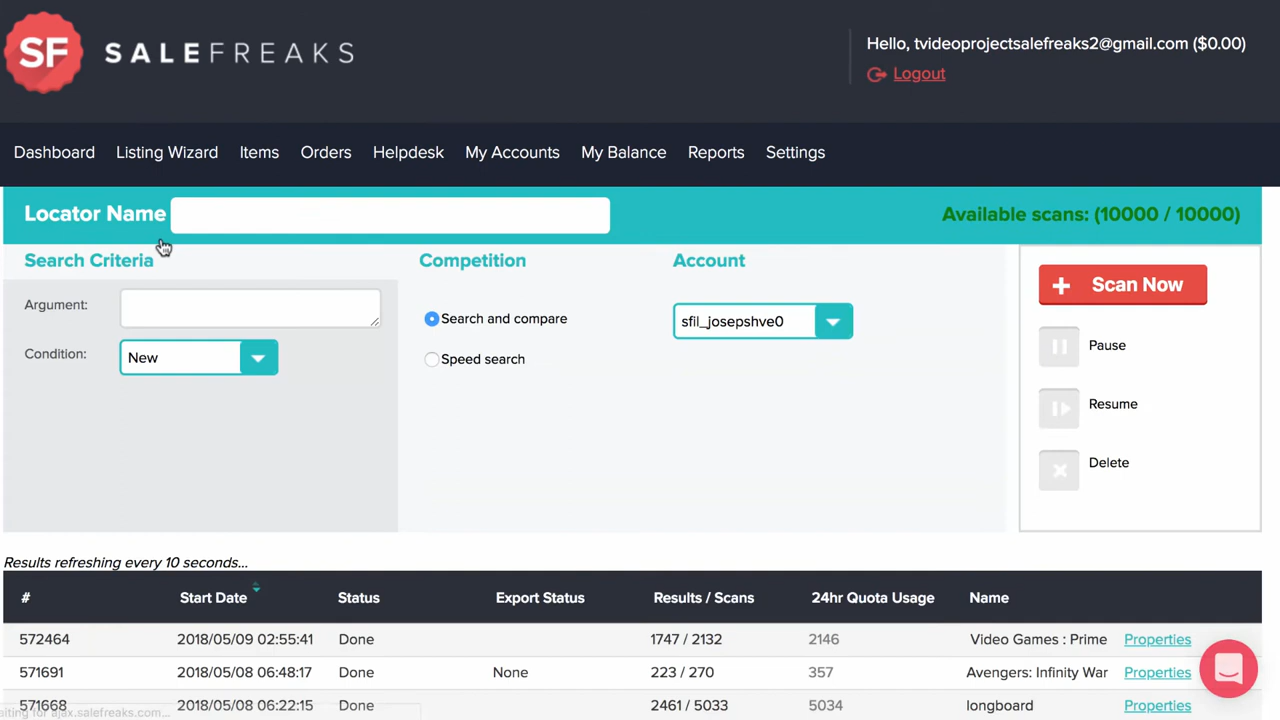 SF SALEFREAKS
Hello, tvideoprojectsalefreaks2@gmail.com ($0.00)
Logout
Dashboard Listing Wizard Items Orders Helpdesk My Accounts My Balance Reports Settings
Locator Name Available scans: (10000 / 10000)
Search Criteria Competition Account
Scan Now
Argument: Search and compare sfil_josepshve0
Pause
Condition: New Speed search
Resume
Delete
Results refreshing every 10 seconds...
# Start Date Status Export Status Results / Scans 24hr Quota Usage Name
572464 2018/05/09 02:55:41 Done 1747 / 2132 2146 Video Games : Prime Properties
571691 2018/05/08 06:48:17 Done None 223 / 270 357 Avengers: Infinity War Properties
571668 2018/05/08 06:22:15 Done 2461 / 5033 5034 longboard Properties
aiting for ajax.salefreaks.com...